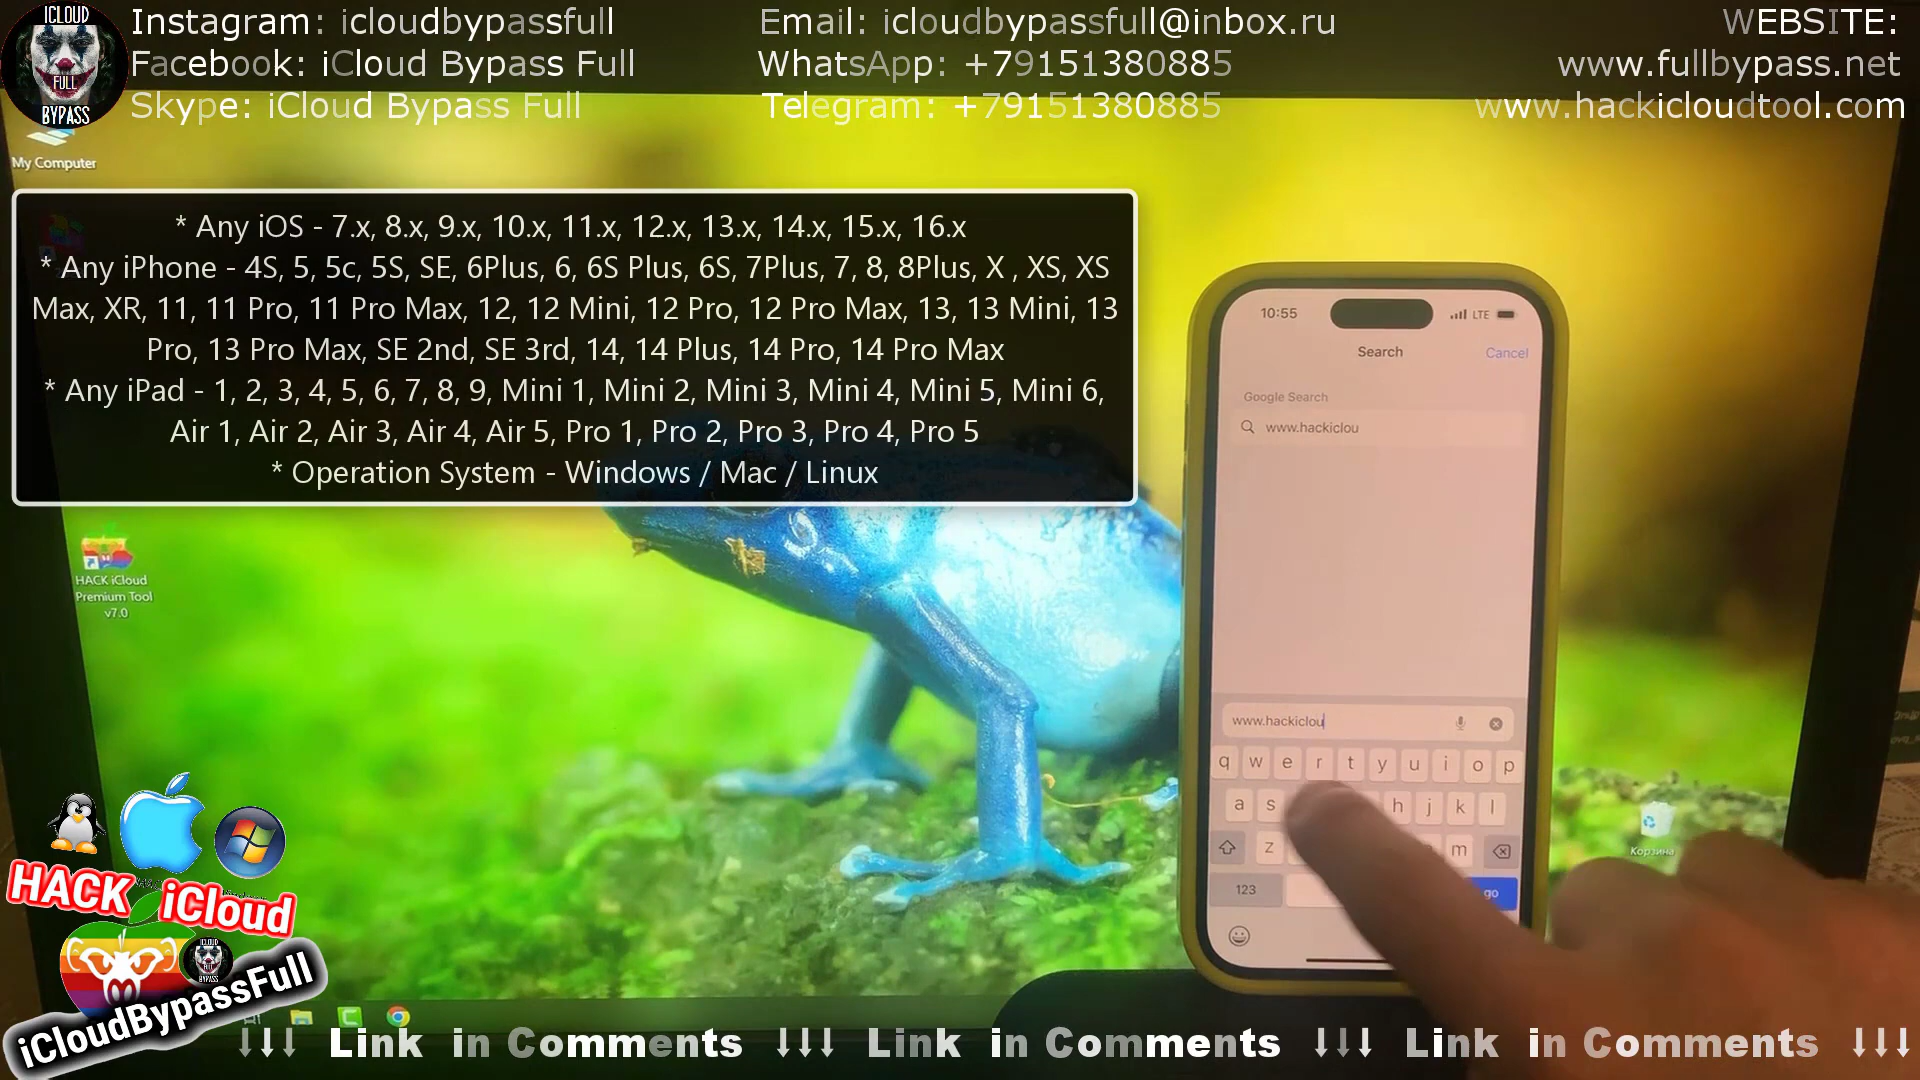 ICLOUD
FULL
BYPASS
Instagram: icloudbypassfull
Facebook: iCloud Bypass Full
Skype: iCloud Bypass Full
Email: icloudbypassfull@inbox.ru
WhatsApp: +79151380885
Telegram: +79151380885
WEBSITE:
www.fullbypass.net
www.hackicloudtool.com
My Computer
* Any iOS - 7.x, 8.x, 9.x, 10.x, 11.x, 12.x, 13.x, 14.x, 15.x, 16.x
* Any iPhone - 4S, 5, 5c, 5S, SE, 6Plus, 6, 6S Plus, 6S, 7Plus, 7, 8, 8Plus, X , XS, XS
Max, XR, 11, 11 Pro, 11 Pro Max, 12, 12 Mini, 12 Pro, 12 Pro Max, 13, 13 Mini, 13
Pro, 13 Pro Max, SE 2nd, SE 3rd, 14, 14 Plus, 14 Pro, 14 Pro Max
* Any iPad - 1, 2, 3, 4, 5, 6, 7, 8, 9, Mini 1, Mini 2, Mini 3, Mini 4, Mini 5, Mini 6,
Air 1, Air 2, Air 3, Air 4, Air 5, Pro 1, Pro 2, Pro 3, Pro 4, Pro 5
* Operation System - Windows / Mac / Linux
10:55
LTE
Search
Cancel
Google Search
www.hackiclou
www.hackiclou
q w e r t y u i o p
a s h j k l
z m
123
go
HACK iCloud
Premium Tool
v7.0
Корзина
HACK iCloud
iCloudBypassFull
↓↓↓ Link in Comments ↓↓↓ Link in Comments ↓↓↓ Link in Comments ↓↓↓